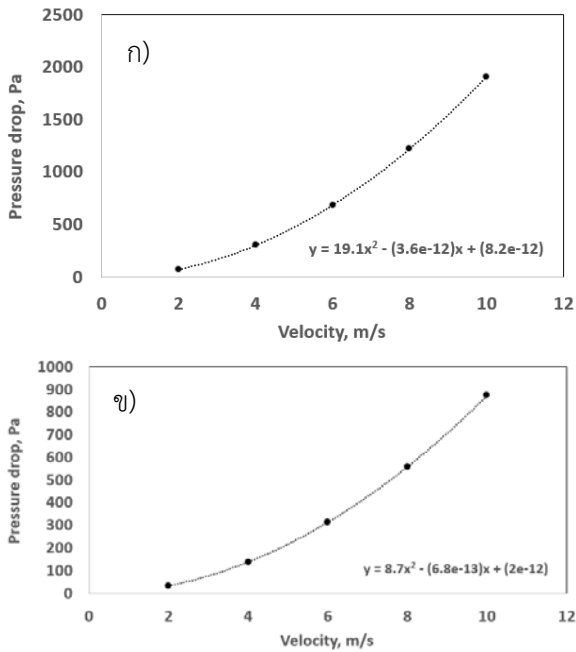 ก)
Pressure drop, Pa
2500
2000
1500
1000
500
0
y = 19.1x² - (3.6e-12)x + (8.2e-12)
0 2 4 6 8 10 12
Velocity, m/s
ข)
Pressure drop, Pa
1000
900
800
700
600
500
400
300
200
100
0
y = 8.7x² - (6.8e-13)x + (2e-12)
0 2 4 6 8 10 12
Velocity, m/s